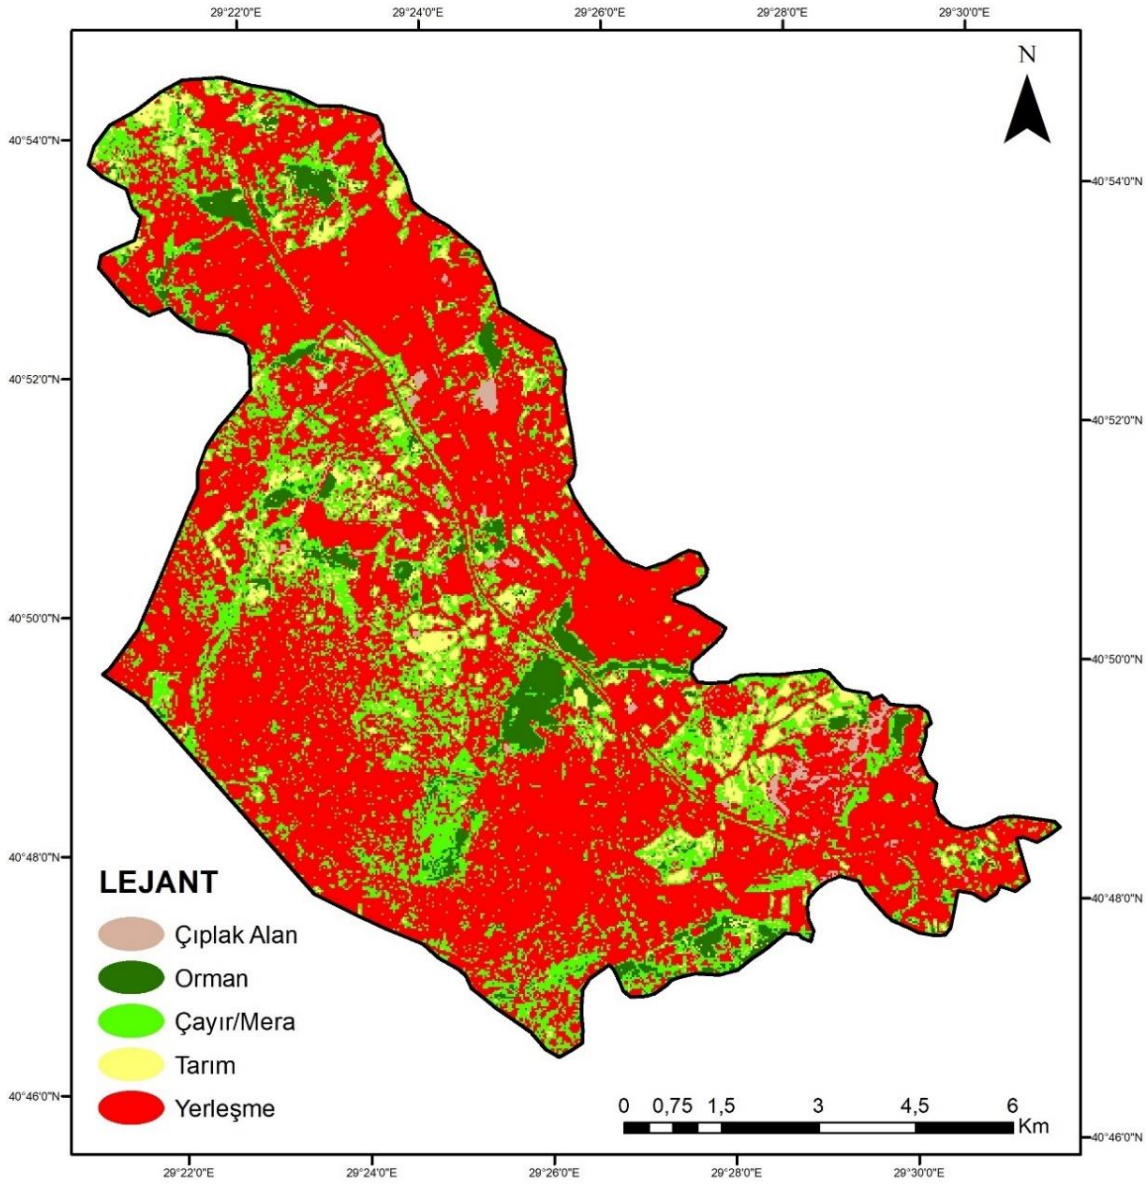 29°22'0"E
29°24'0"E
29°26'0"E
29°28'0"E
29°30'0"E
N
40°54'0"N
40°54'0"N
40°52'0"N
40°52'0"N
40°50'0"N
40°50'0"N
40°48'0"N
40°48'0"N
LEJANT
Çıplak Alan
Orman
Çayır/Mera
Tarım
Yerleşme
40°46'0"N
0 0,75 1,5 3 4,5 6
Km
40°46'0"N
29°22'0"E
29°24'0"E
29°26'0"E
29°28'0"E
29°30'0"E